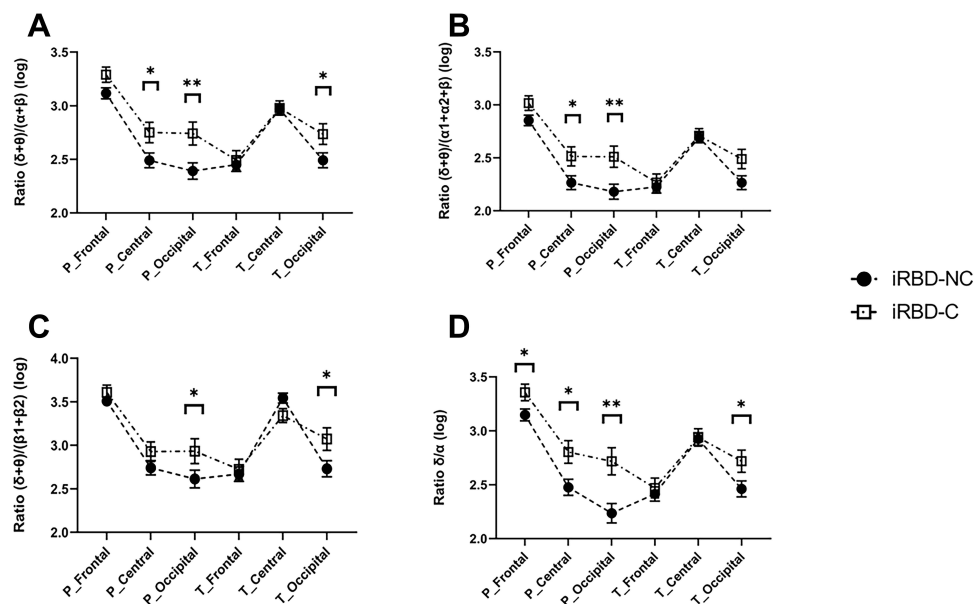 A
Ratio (δ+θ)/(α+β) (log)
3.5
3.0
2.5
2.0
*
**
*
P_Frontal
P_Central
P_Occipital
T_Frontal
T_Central
T_Occipital
B
Ratio (δ+θ)/(α1+α2+β) (log)
3.5
3.0
2.5
2.0
*
**
P_Frontal
P_Central
P_Occipital
T_Frontal
T_Central
T_Occipital
iRBD-NC
iRBD-C
C
Ratio (δ+θ)/(β1+β2) (log)
4.0
3.5
3.0
2.5
2.0
*
*
P_Frontal
P_Central
P_Occipital
T_Frontal
T_Central
T_Occipital
D
Ratio δ/α (log)
3.5
3.0
2.5
2.0
*
*
**
*
P_Frontal
P_Central
P_Occipital
T_Frontal
T_Central
T_Occipital